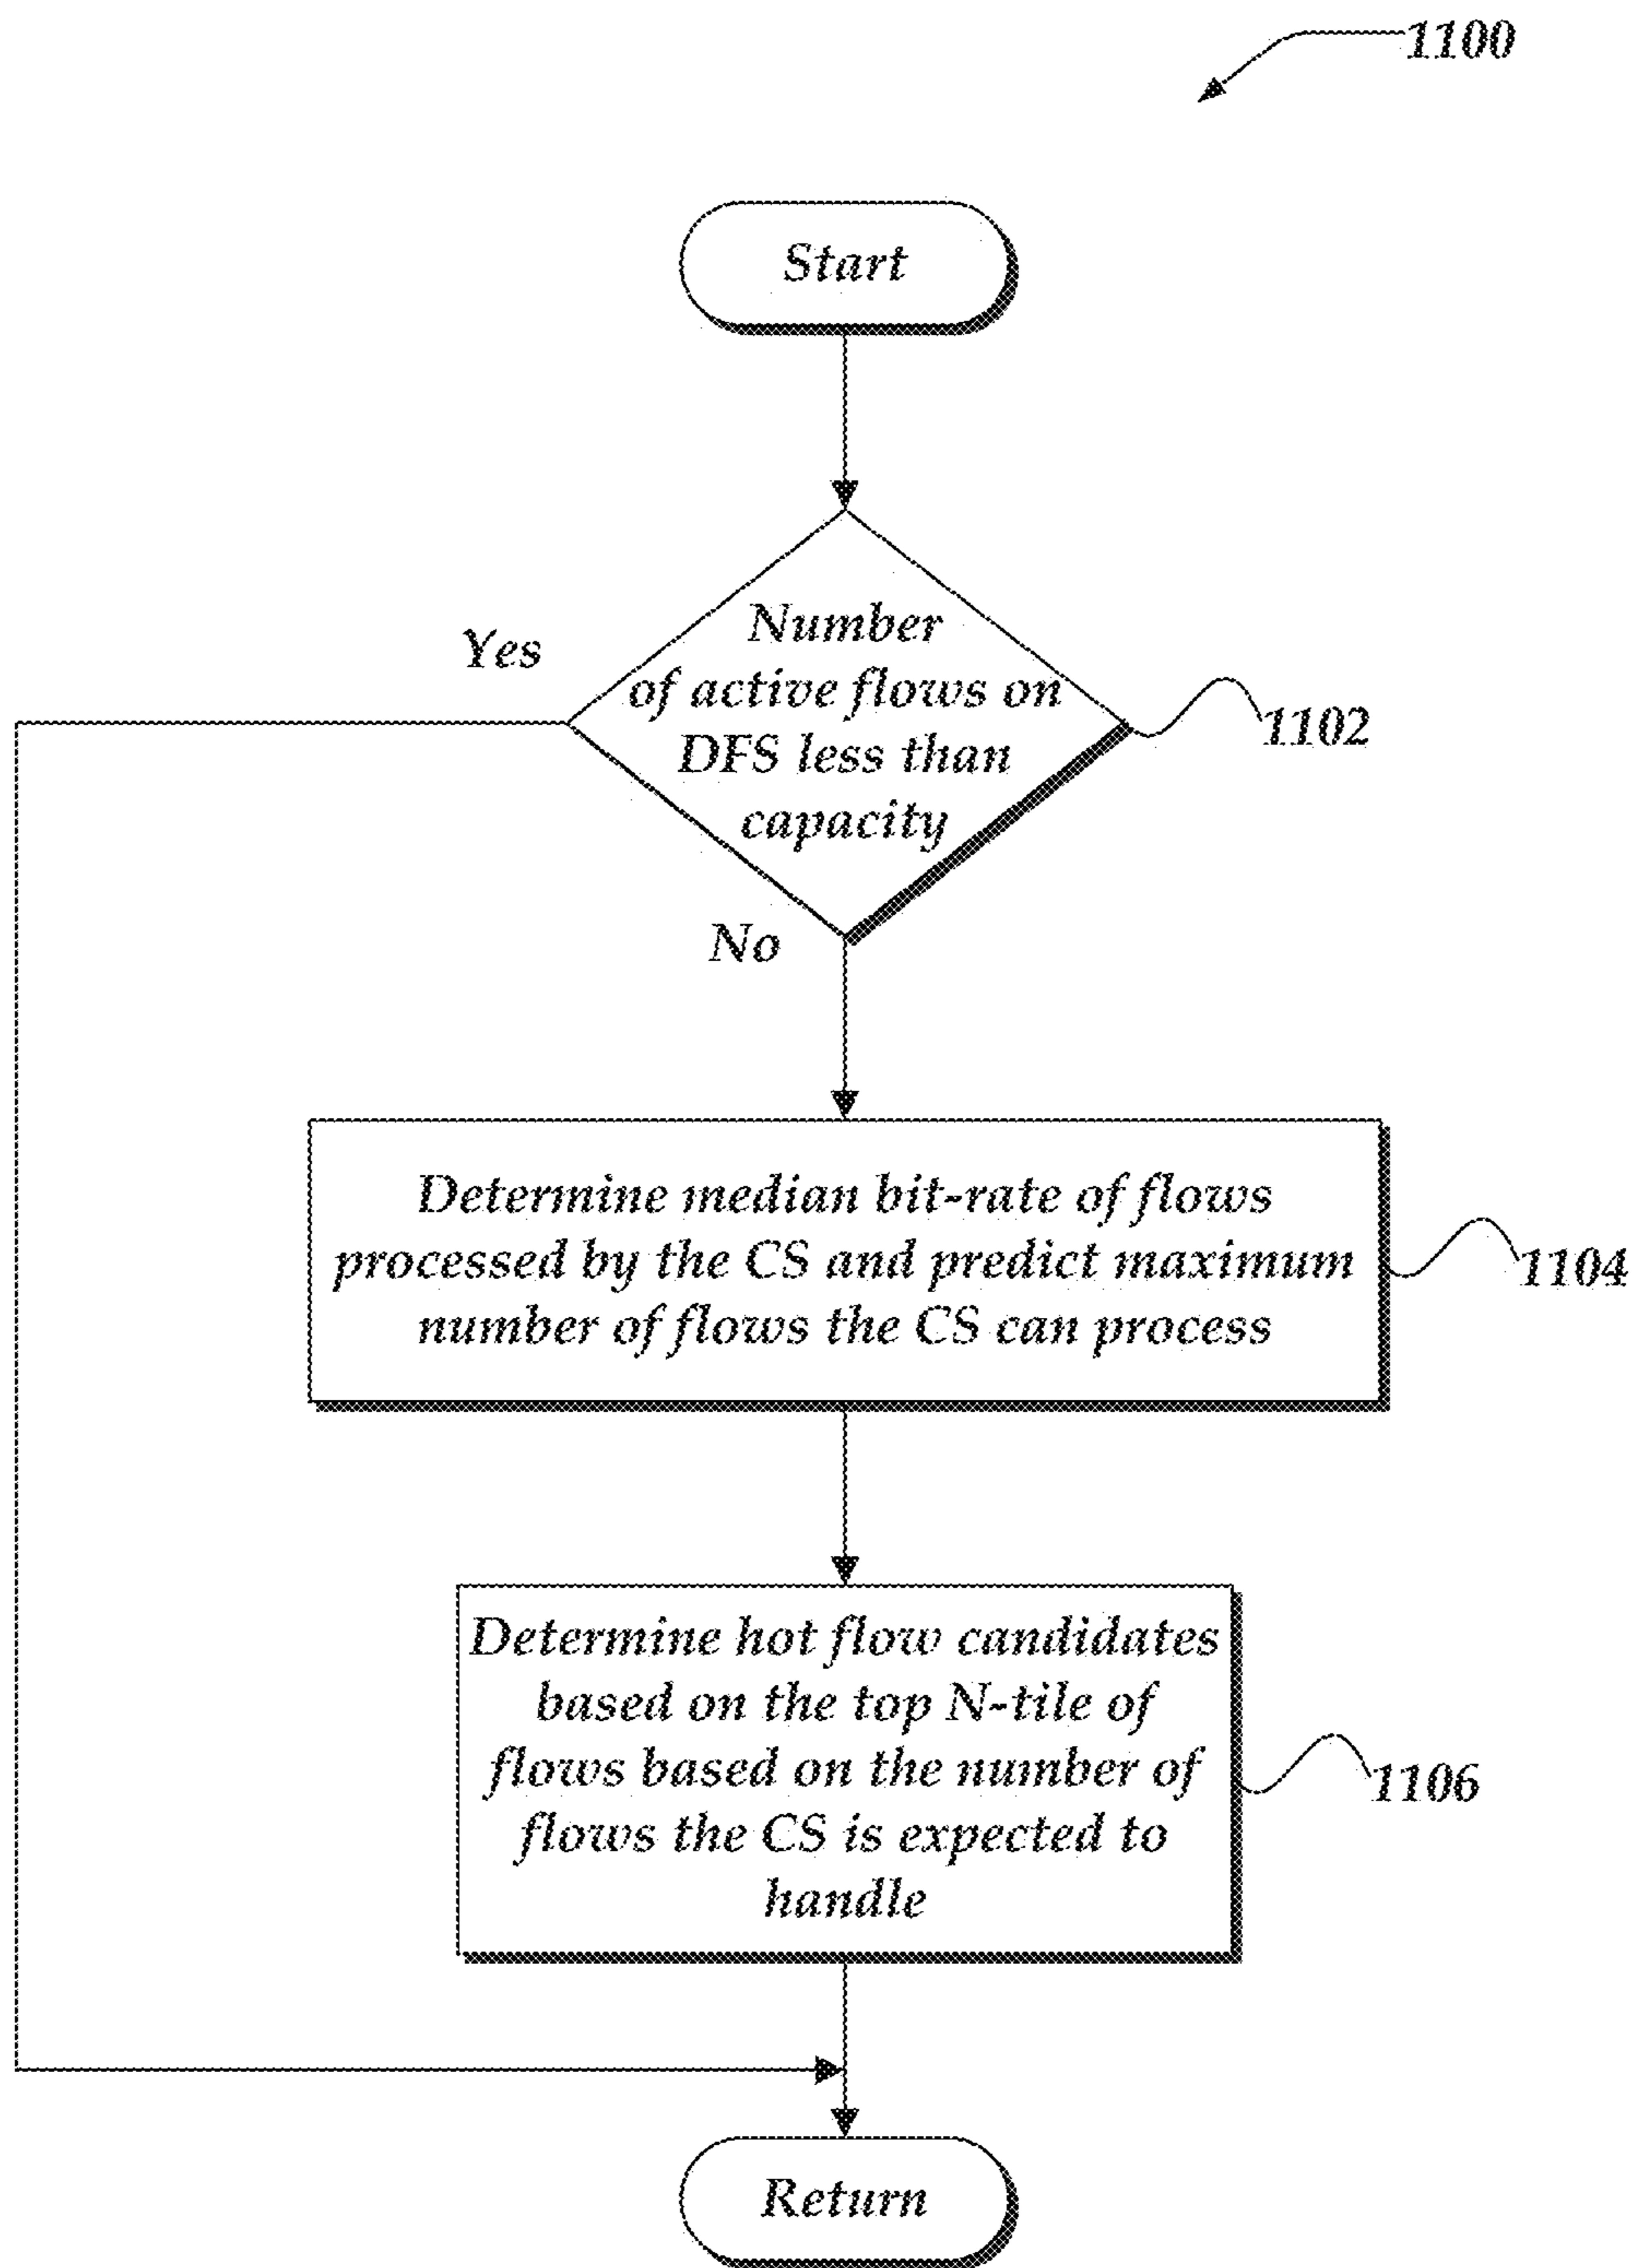 1100
Start
Yes
Number
of active flows on
DFS less than
capacity
1102
No
Determine median bit-rate of flows
processed by the CS and predict maximum
number of flows the CS can process
1104
Determine hot flow candidates
based on the top N-tile of
flows based on the number of
flows the CS is expected to
handle
1106
Return